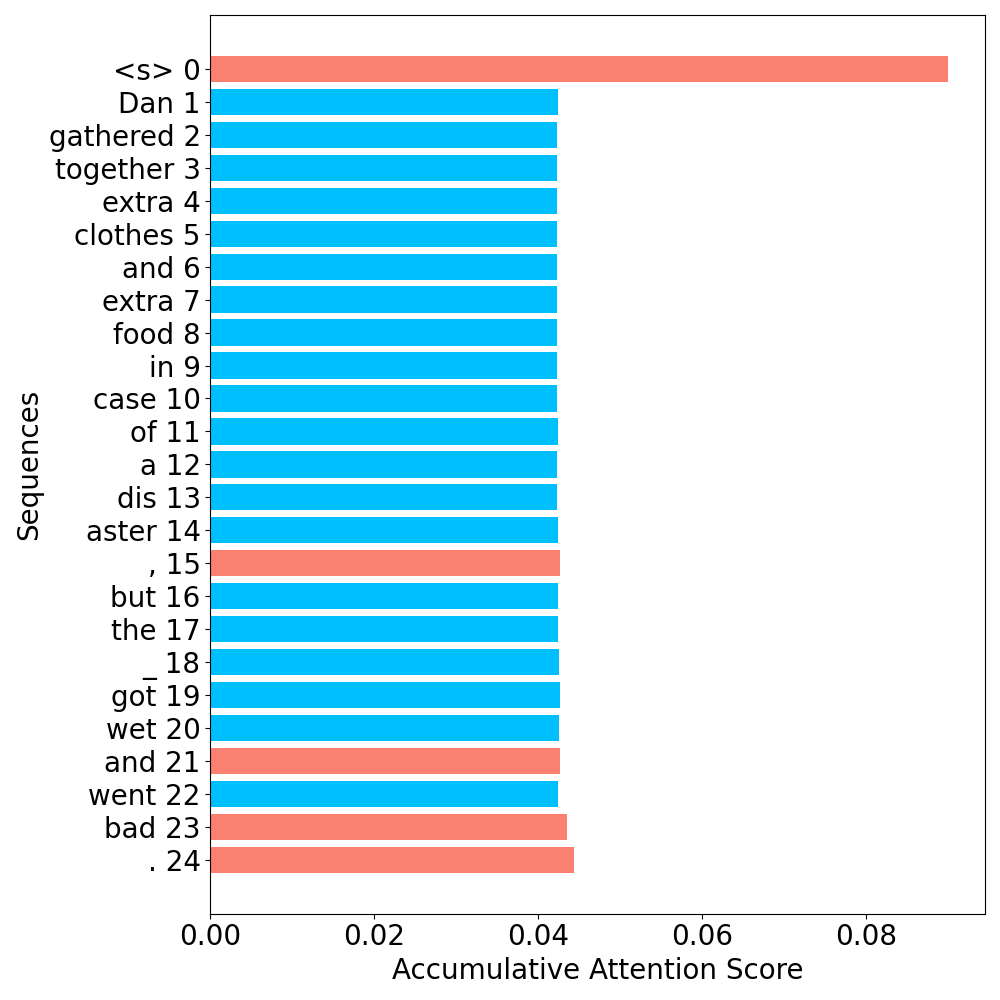 <s> 0
Dan 1
gathered 2
together 3
extra 4
clothes 5
and 6
extra 7
food 8
in 9
case 10
of 11
a 12
dis 13
aster 14
, 15
but 16
the 17
_ 18
got 19
wet 20
and 21
went 22
bad 23
. 24
Sequences
0.00 0.02 0.04 0.06 0.08
Accumulative Attention Score